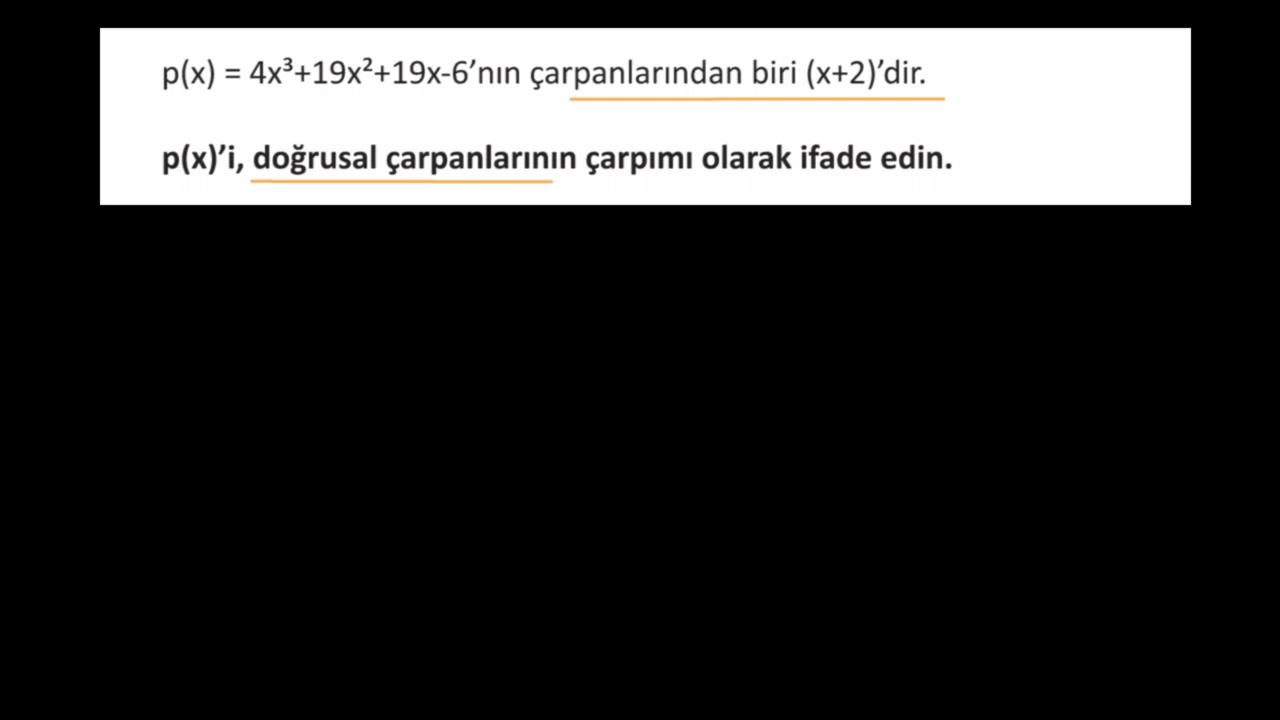 p(x) = 4x³+19x²+19x-6’nın çarpanlarından biri (x+2)’dir.
p(x)’i, doğrusal çarpanlarının çarpımı olarak ifade edin.